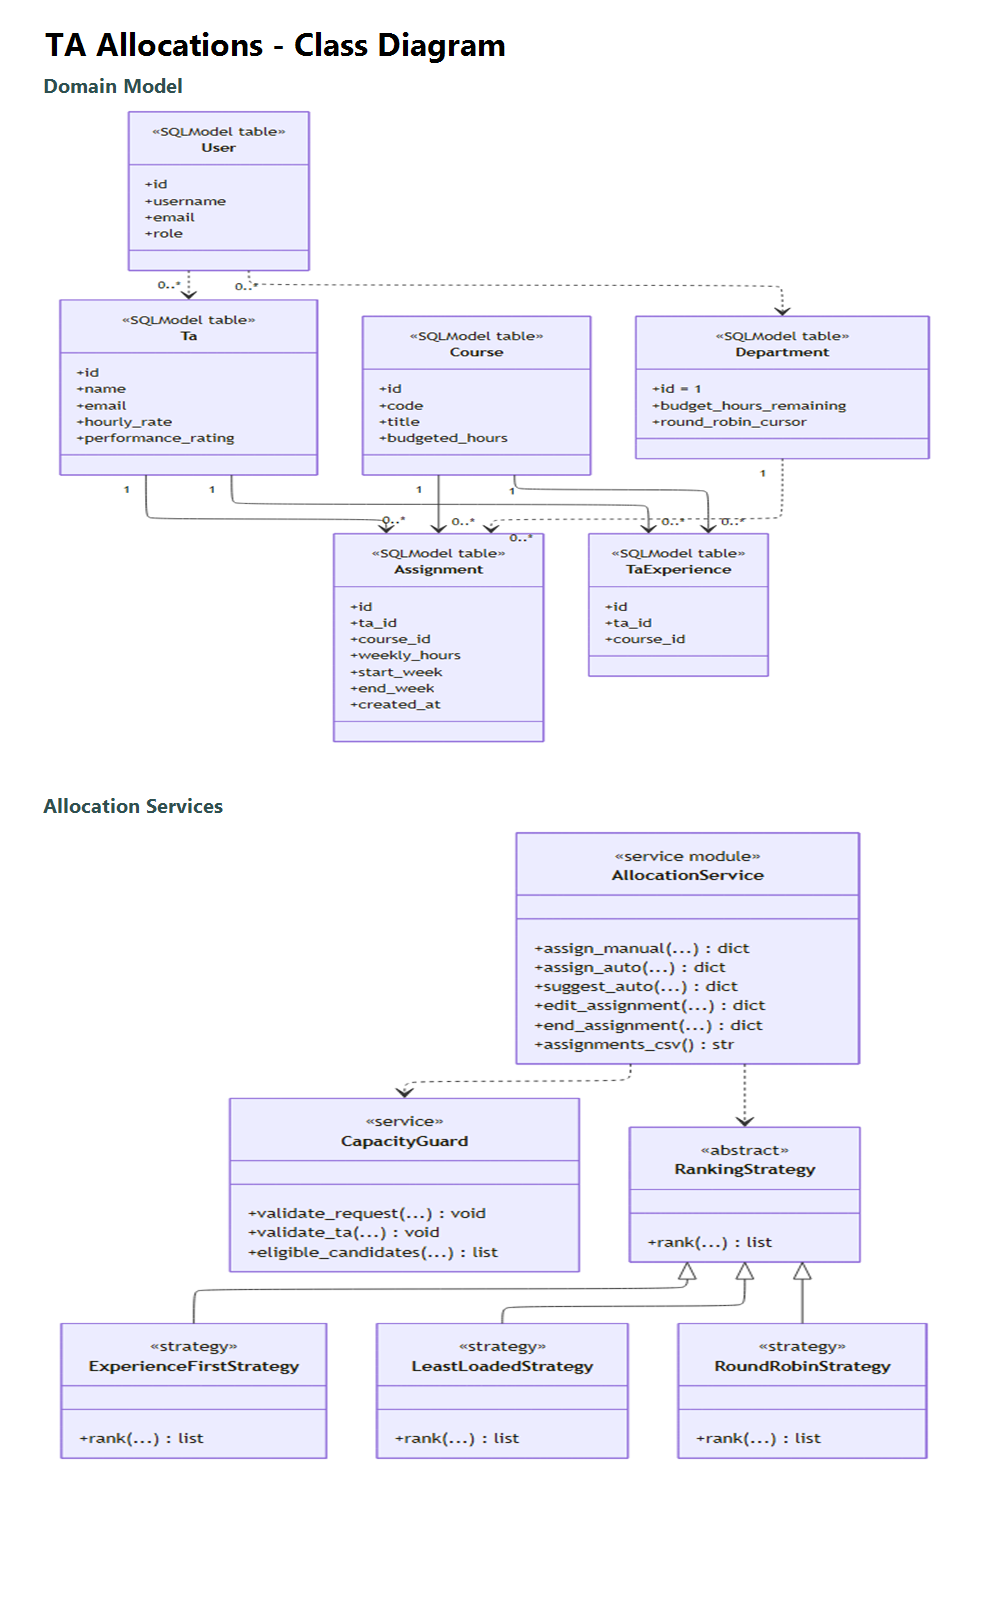 TA Allocations - Class Diagram
Domain Model
«SQLModel table»
User
+id
+username
+email
+role
0..*
0..*
«SQLModel table»
Ta
+id
+name
+email
+hourly_rate
+performance_rating
«SQLModel table»
Course
+id
+code
+title
+budgeted_hours
«SQLModel table»
Department
+id = 1
+budget_hours_remaining
+round_robin_cursor
1
1
1
1
1
0..*
0..*
0..*
0..*
0..*
«SQLModel table»
Assignment
+id
+ta_id
+course_id
+weekly_hours
+start_week
+end_week
+created_at
«SQLModel table»
TaExperience
+id
+ta_id
+course_id
Allocation Services
«service module»
AllocationService
+assign_manual(...) : dict
+assign_auto(...) : dict
+suggest_auto(...) : dict
+edit_assignment(...) : dict
+end_assignment(...) : dict
+assignments_csv() : str
«service»
CapacityGuard
+validate_request(...) : void
+validate_ta(...) : void
+eligible_candidates(...) : list
«abstract»
RankingStrategy
+rank(...) : list
«strategy»
ExperienceFirstStrategy
+rank(...) : list
«strategy»
LeastLoadedStrategy
+rank(...) : list
«strategy»
RoundRobinStrategy
+rank(...) : list